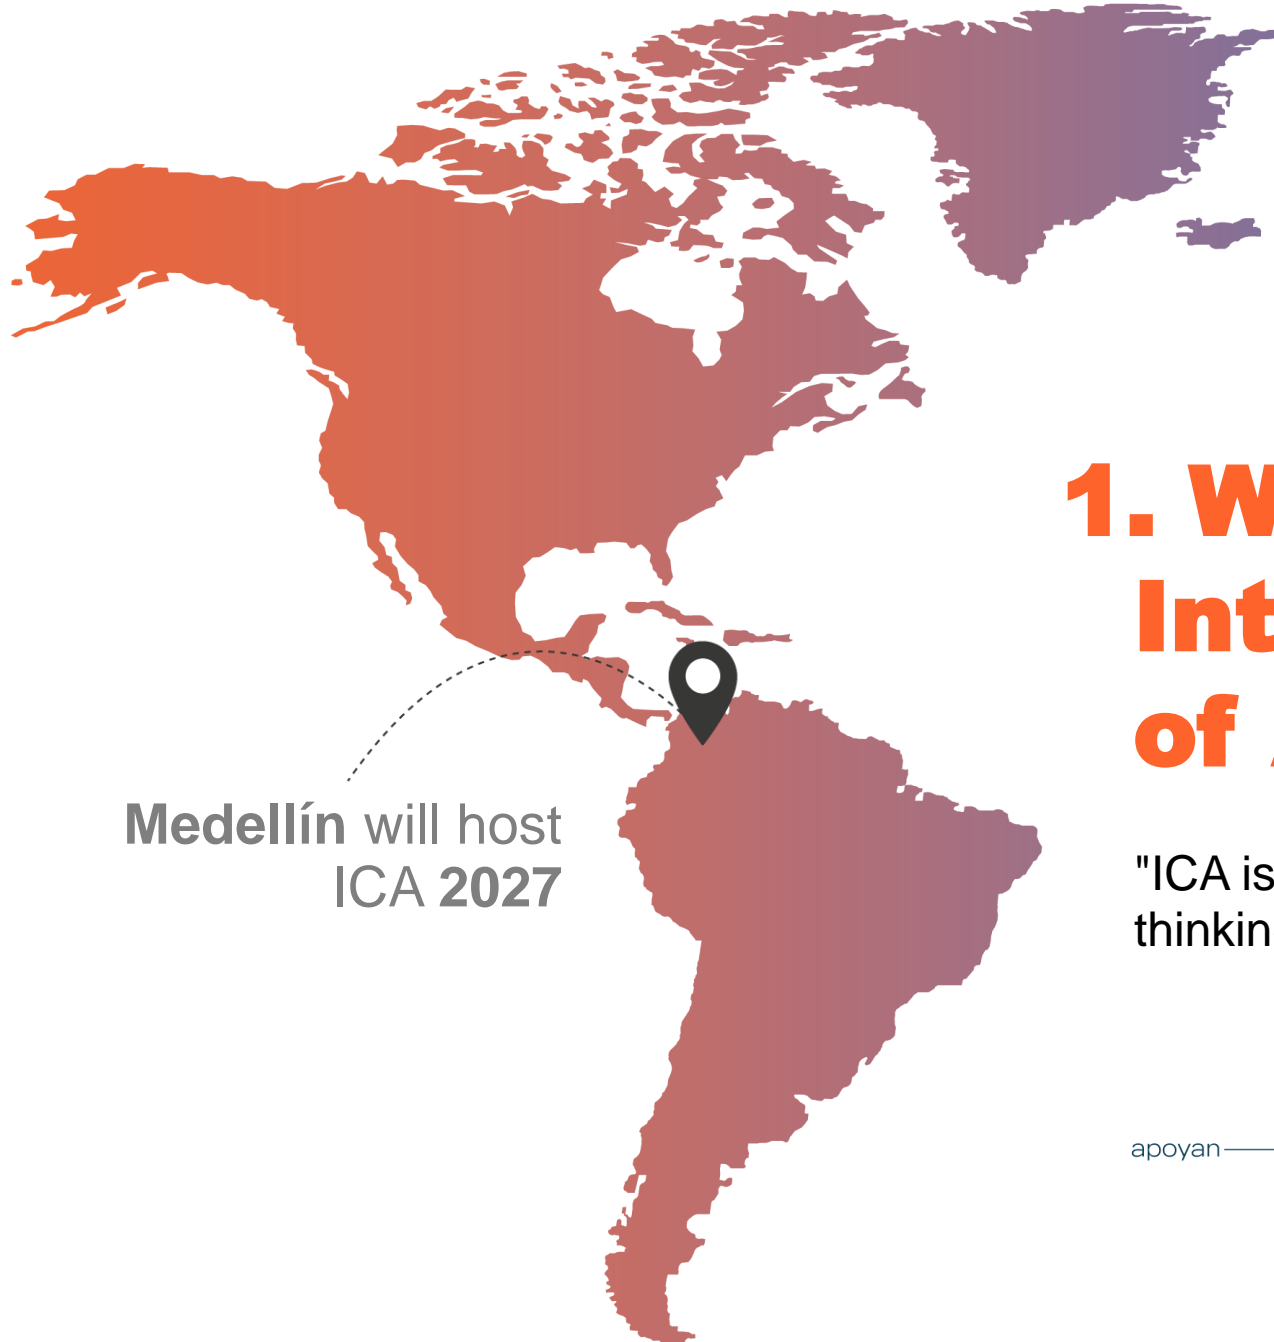 1. W
Int
of
Medellín will host
ICA 2027
"ICA is
thinkin
apoyan